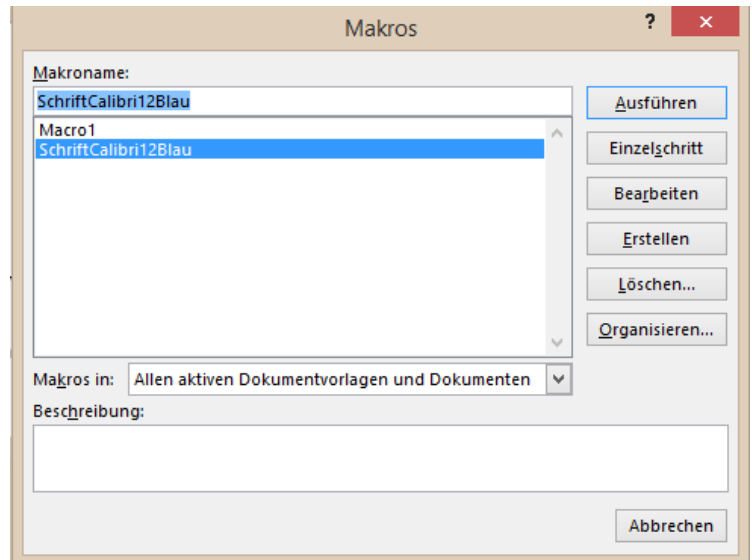 Makros
?
×
Makroname:
SchriftCalibri12Blau
Macro1
SchriftCalibri12Blau
Ausführen
Einzelschritt
Bearbeiten
Erstellen
Löschen...
Organisieren...
Makros in: Allen aktiven Dokumentvorlagen und Dokumenten
Beschreibung:
Abbrechen